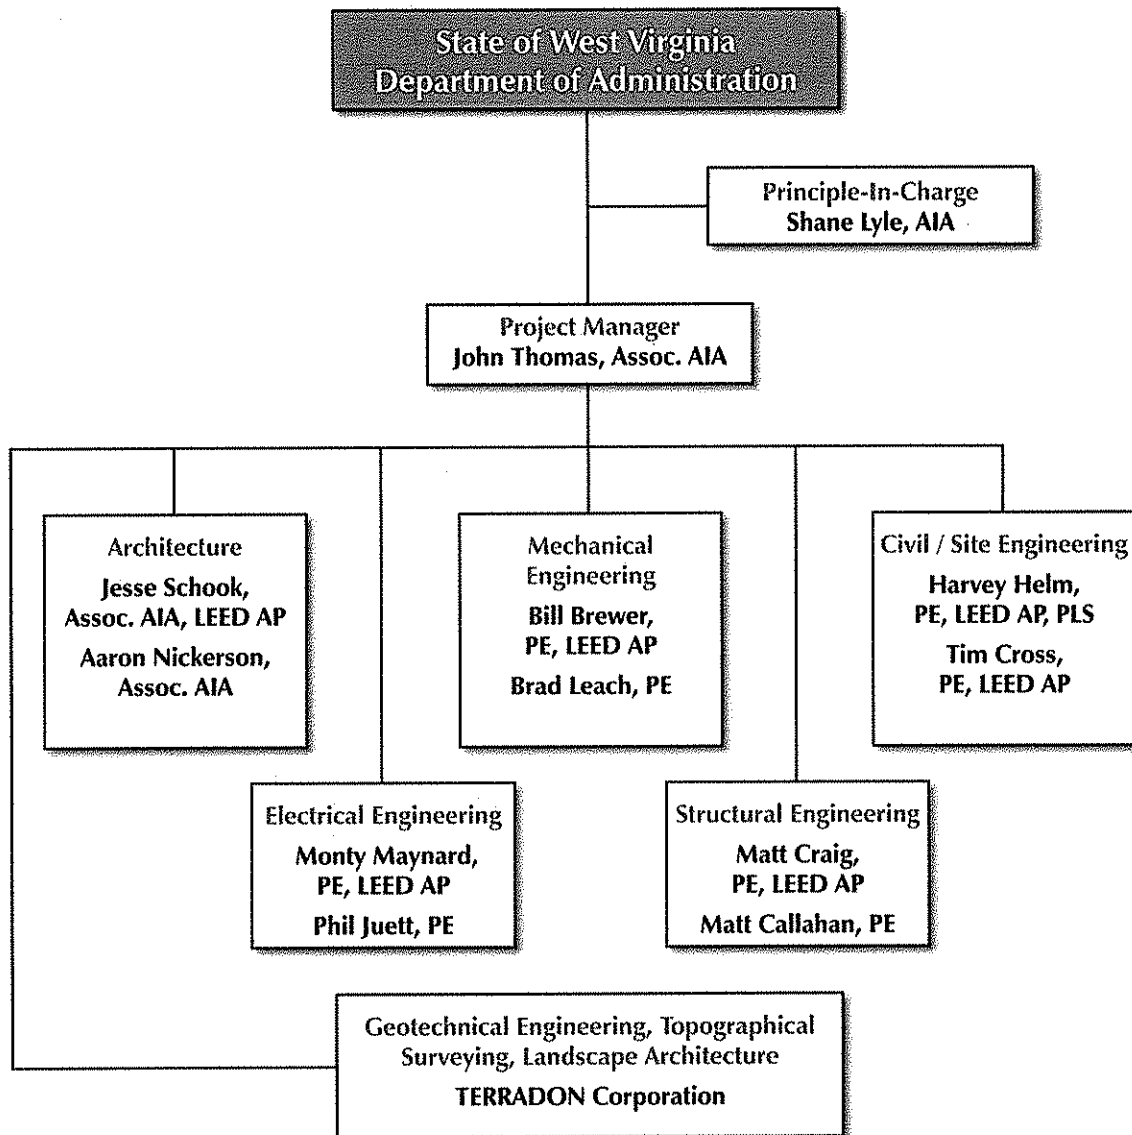 State of West Virginia
Department of Administration
Principle-In-Charge
Shane Lyle, AIA
Project Manager
John Thomas, Assoc. AIA
Architecture
Jesse Schook,
Assoc. AIA, LEED AP
Aaron Nickerson,
Assoc. AIA
Mechanical
Engineering
Bill Brewer,
PE, LEED AP
Brad Leach, PE
Civil / Site Engineering
Harvey Helm,
PE, LEED AP, PLS
Tim Cross,
PE, LEED AP
Electrical Engineering
Monty Maynard,
PE, LEED AP
Phil Juett, PE
Structural Engineering
Matt Craig,
PE, LEED AP
Matt Callahan, PE
Geotechnical Engineering, Topographical
Surveying, Landscape Architecture
TERRADON Corporation